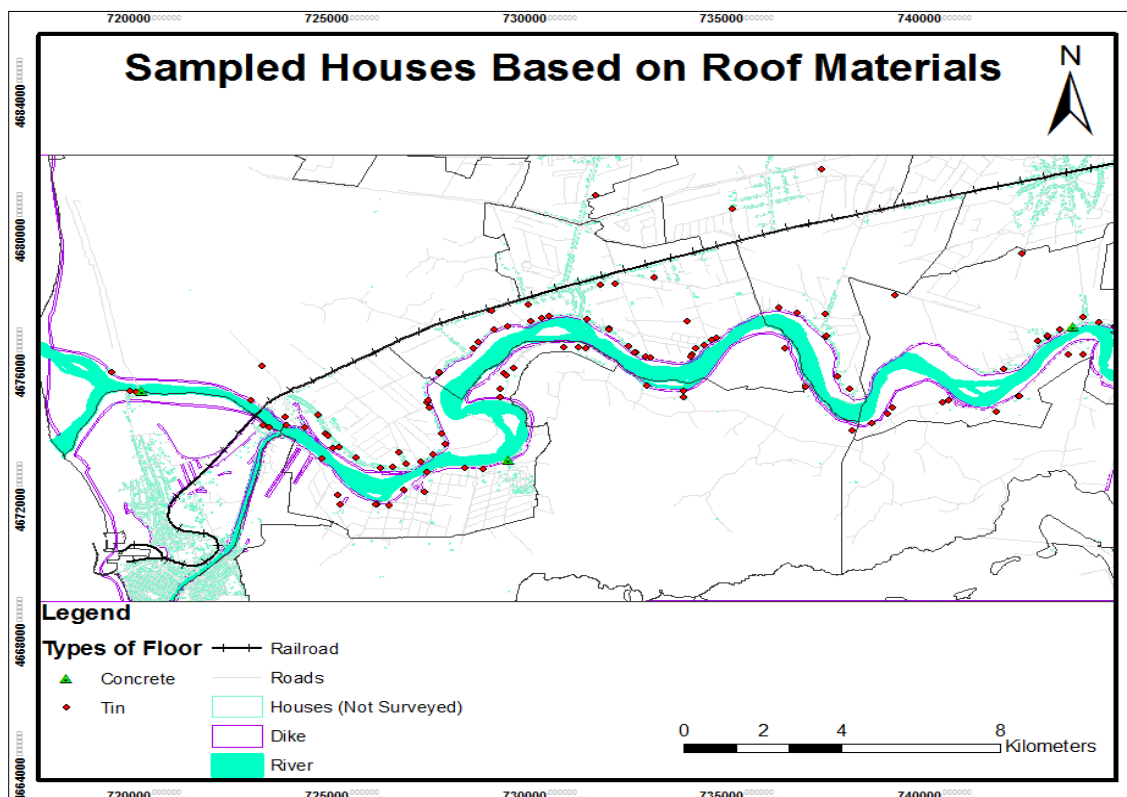 720000 725000 730000 735000 740000
Sampled Houses Based on Roof Materials
N
4684000
4680000
4676000
4672000
4668000
4664000
Legend
Types of Floor
Concrete
Tin
Railroad
Roads
Houses (Not Surveyed)
Dike
River
0 2 4 8
Kilometers
720000 725000 730000 735000 740000